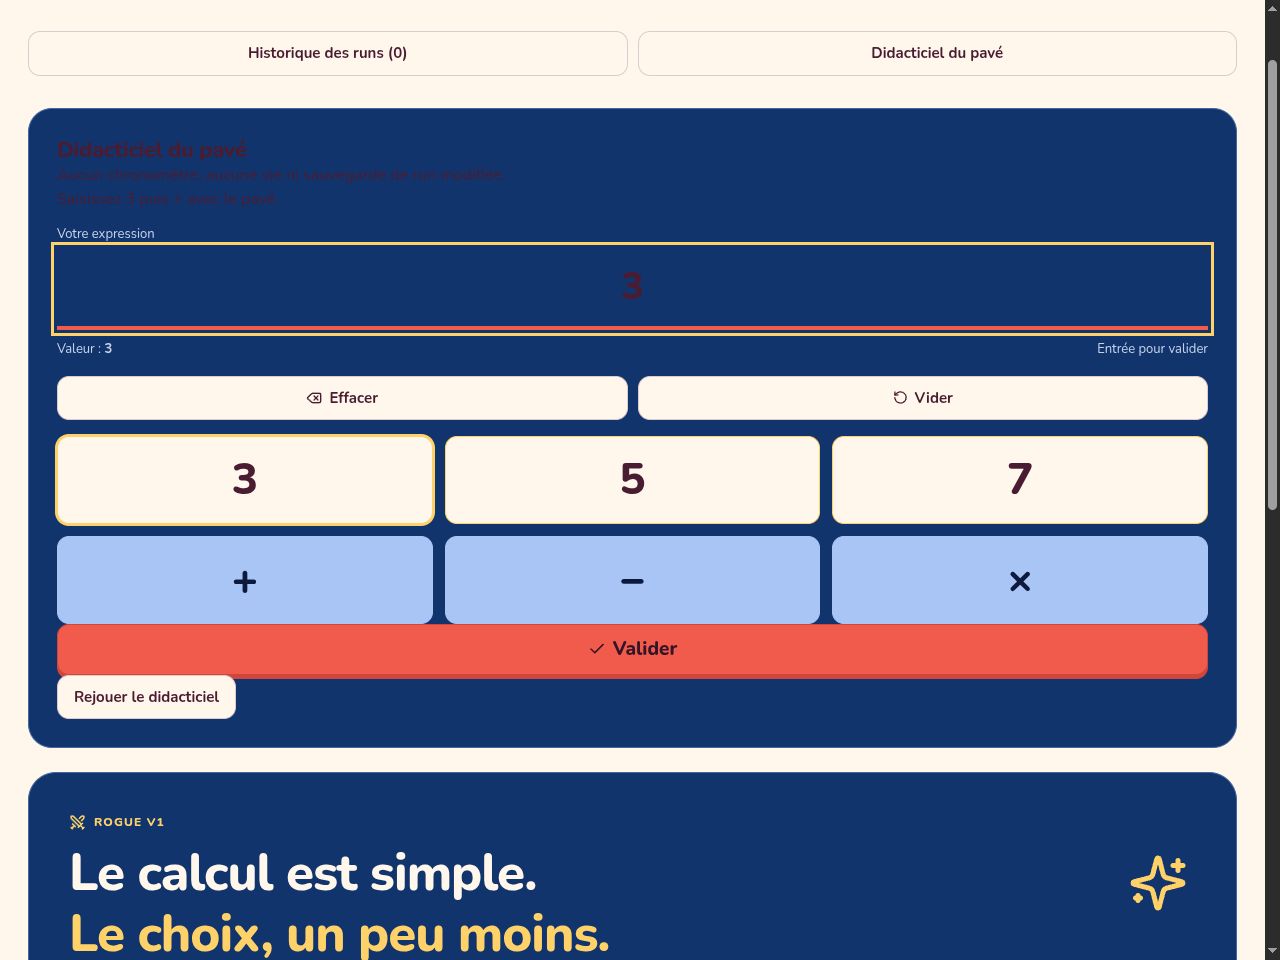 Historique des runs (0)
Didacticiel du pavé
Didacticiel du pavé
Aucun chronomètre, aucune vie ni sauvegarde de run modifiée.
Saisissez 3 puis + avec le pavé.
Votre expression
3
Valeur : 3
Entrée pour valider
Effacer
Vider
3
5
7
+
−
×
Valider
Rejouer le didacticiel
ROGUE V1
Le calcul est simple.
Le choix, un peu moins.